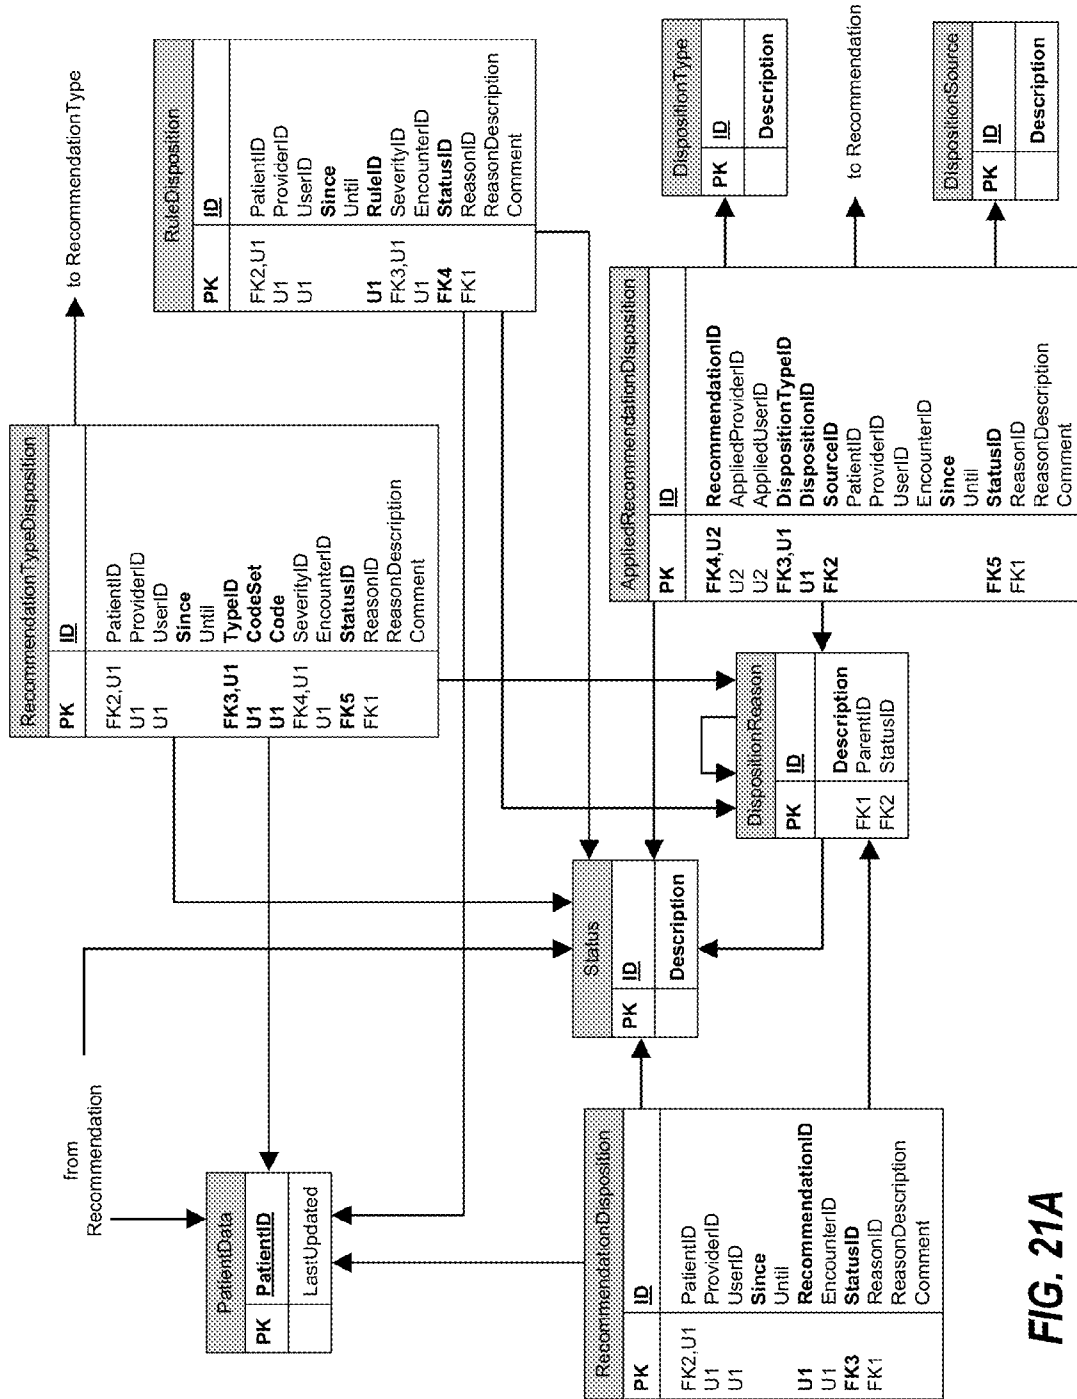 RecommendationTypeDisposition
PK ID
FK2,U1 PatientID
U1 ProviderID
U1 UserID
Since
Until
FK3,U1 TypeID
U1 CodeSet
U1 Code
FK4,U1 SeverityID
U1 EncounterID
FK5 StatusID
FK1 ReasonID
ReasonDescription
Comment
to RecommendationType
from
Recommendation
RuleDisposition
PK ID
FK2,U1 PatientID
U1 ProviderID
U1 UserID
Since
Until
U1 RuleID
FK3,U1 SeverityID
U1 EncounterID
FK4 StatusID
FK1 ReasonID
ReasonDescription
Comment
PatientData
PK PatientID
LastUpdated
Status
PK ID
Description
RecommendationDisposition
PK ID
FK2,U1 PatientID
U1 ProviderID
U1 UserID
Since
Until
U1 RecommendationID
U1 EncounterID
FK3 StatusID
FK1 ReasonID
ReasonDescription
Comment
DispositionReason
PK ID
Description
FK1 ParentID
FK2 StatusID
AppliedRecommendationDisposition
PK ID
FK4,U2 RecommendationID
U2 AppliedProviderID
U2 AppliedUserID
FK3,U1 DispositionTypeID
U1 DispositionID
FK2 SourceID
PatientID
ProviderID
UserID
EncounterID
Since
Until
FK5 StatusID
FK1 ReasonID
ReasonDescription
Comment
DispositionType
PK ID
Description
to Recommendation
DispositionSource
PK ID
Description
FIG. 21A